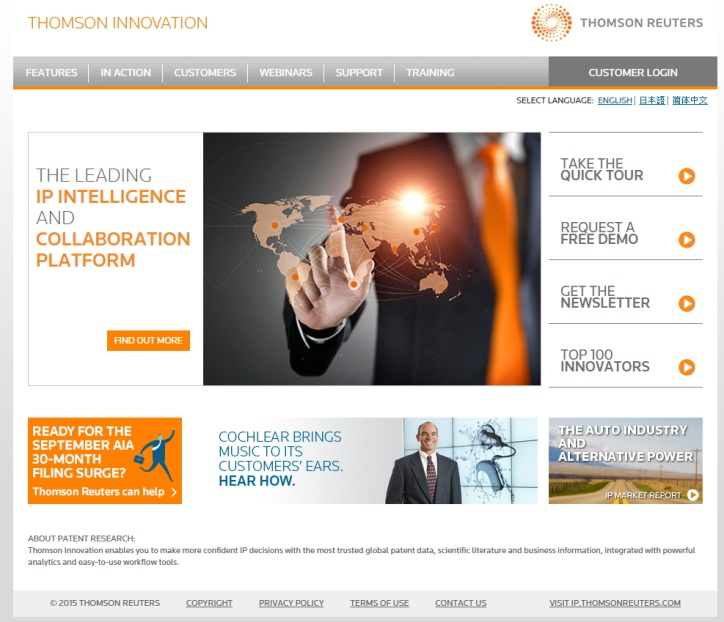 THOMSON INNOVATION
THOMSON REUTERS
FEATURES
IN ACTION
CUSTOMERS
WEBINARS
SUPPORT
TRAINING
CUSTOMER LOGIN
SELECT LANGUAGE: ENGLISH | 日本語 | 简体中文
THE LEADING
IP INTELLIGENCE
AND
COLLABORATION
PLATFORM
FIND OUT MORE
TAKE THE
QUICK TOUR
REQUEST A
FREE DEMO
GET THE
NEWSLETTER
TOP 100
INNOVATORS
READY FOR THE
SEPTEMBER AIA
30-MONTH
FILING SURGE?
Thomson Reuters can help
COCHLEAR BRINGS
MUSIC TO ITS
CUSTOMERS' EARS.
HEAR HOW.
THE AUTO INDUSTRY
AND
ALTERNATIVE POWER
IP MARKET REPORT
ABOUT PATENT RESEARCH:
Thomson Innovation enables you to make more confident IP decisions with the most trusted global patent data, scientific literature and business information, integrated with powerful
analytics and easy-to-use workflow tools.
© 2015 THOMSON REUTERS
COPYRIGHT
PRIVACY POLICY
TERMS OF USE
CONTACT US
VISIT IP.THOMSONREUTERS.COM